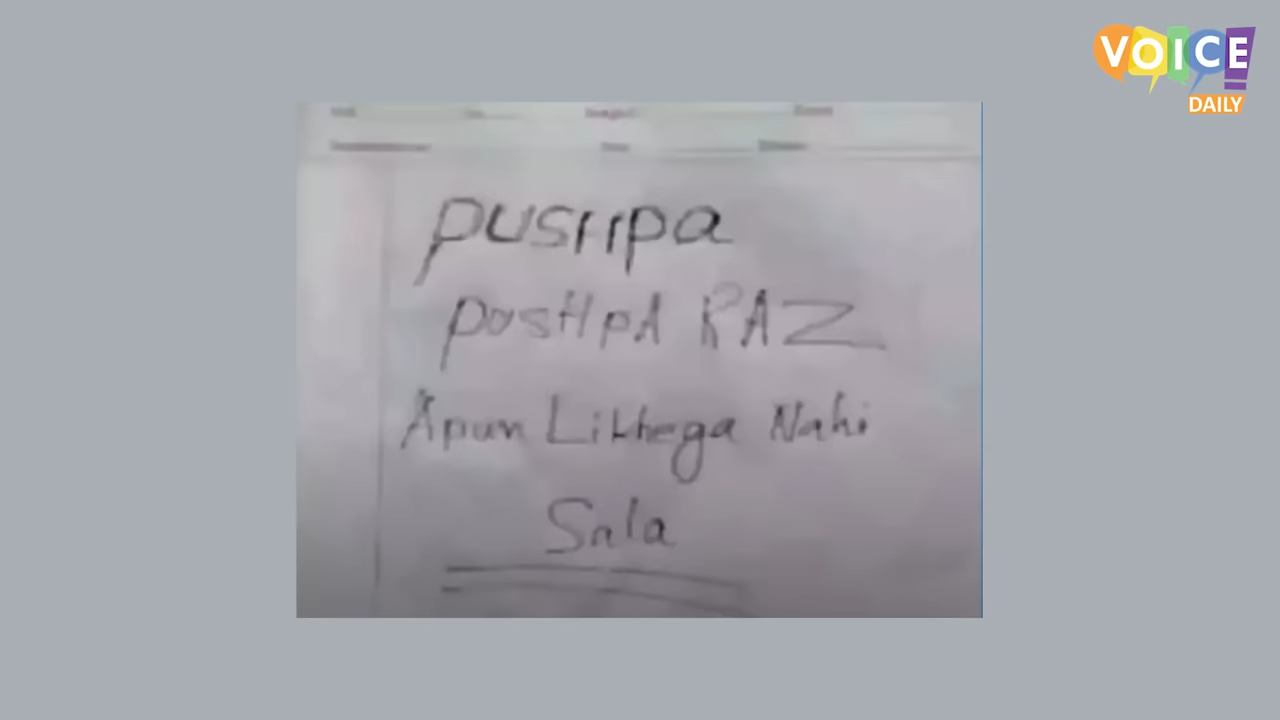 VOICE!
DAILY
pusHpa
pusHpA RAZ
Apun Likhega Nahi
Sala